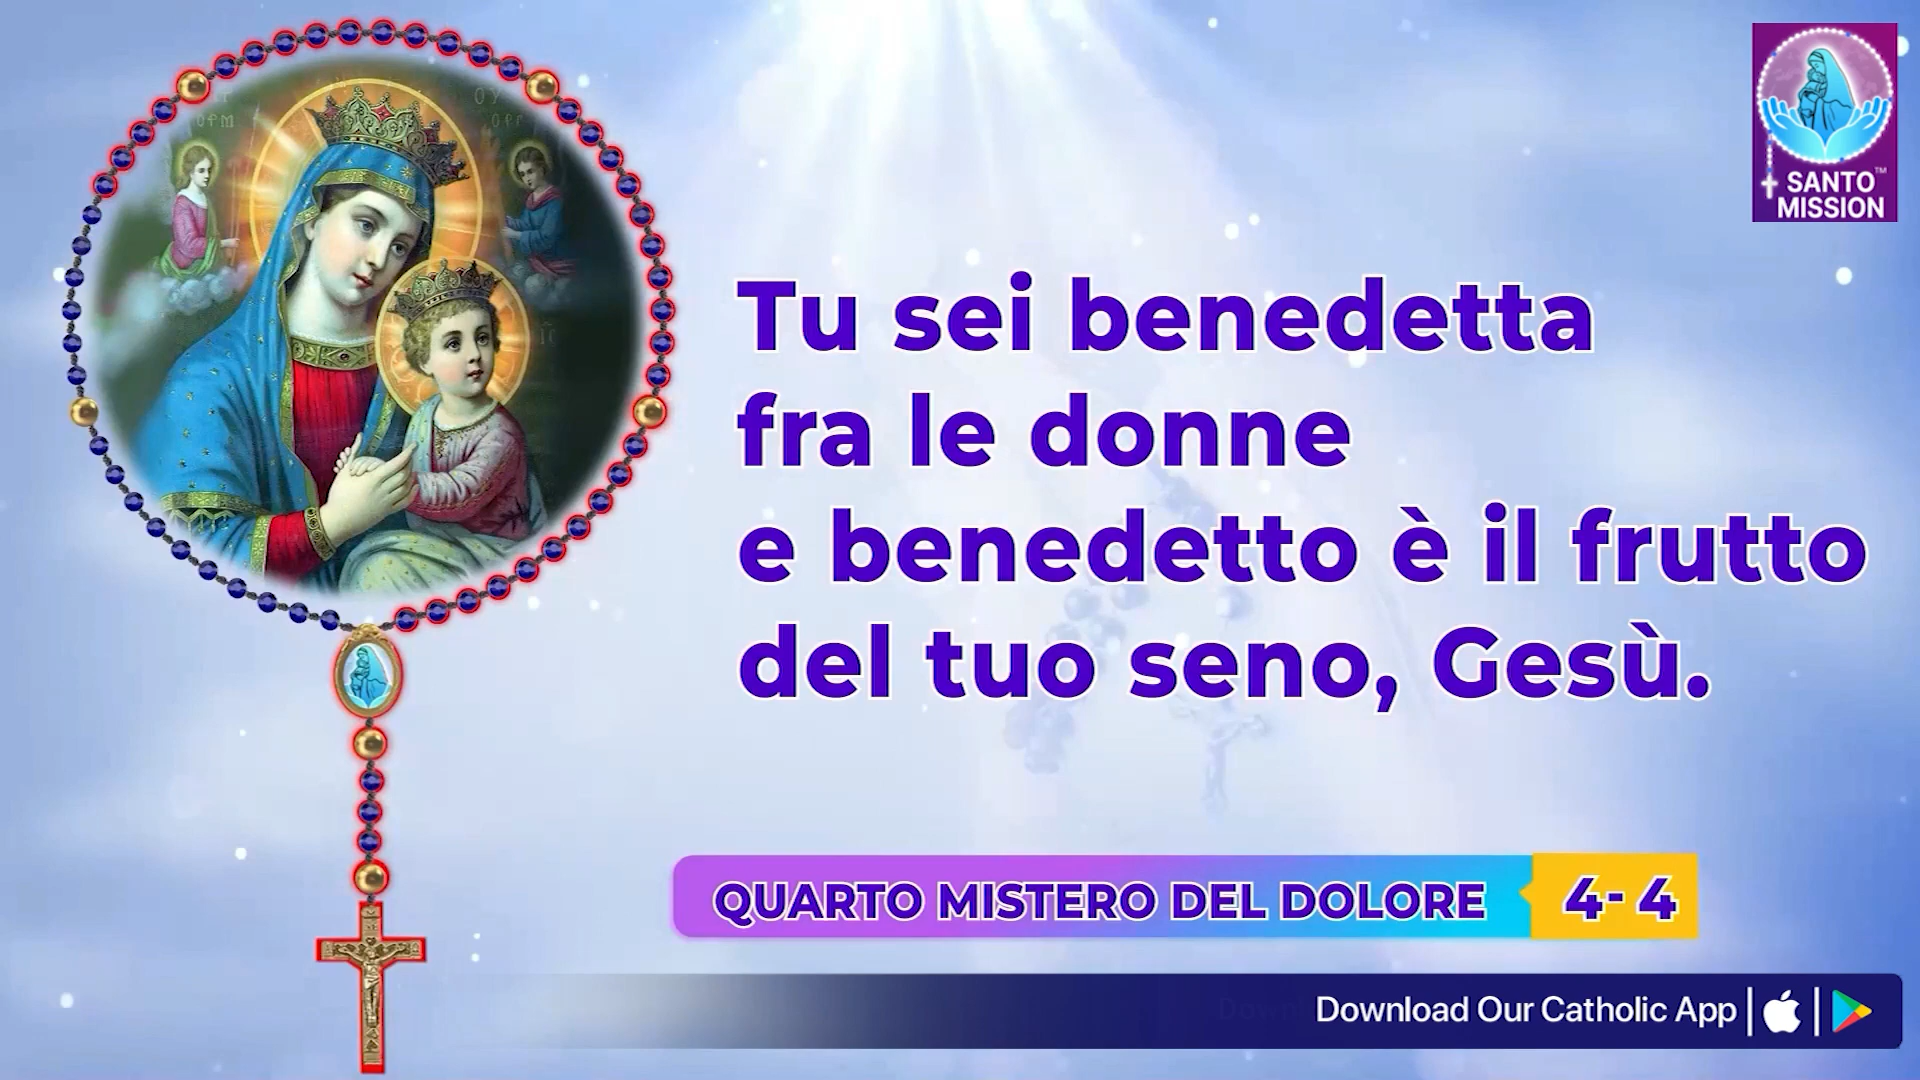 SANTO™
MISSION
Tu sei benedetta
fra le donne
e benedetto è il frutto
del tuo seno, Gesù.
QUARTO MISTERO DEL DOLORE 4- 4
Download Our Catholic App